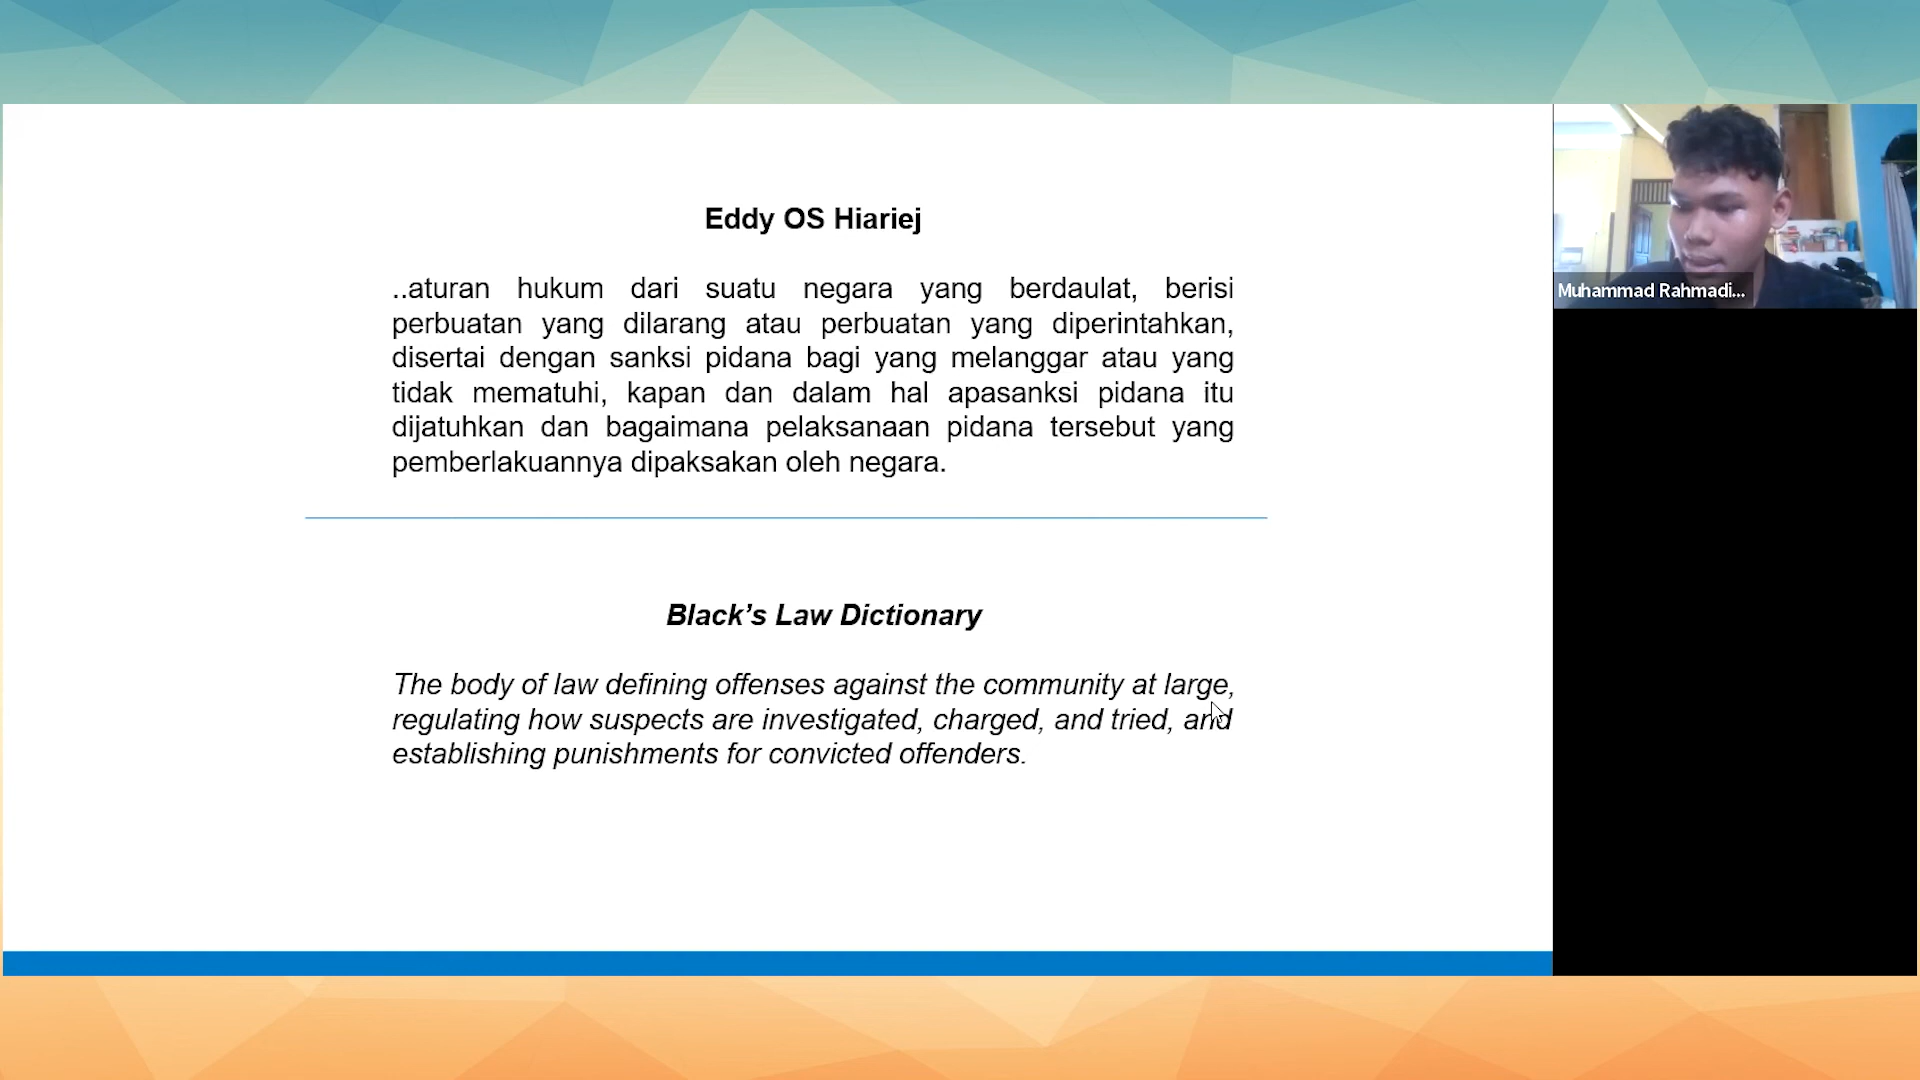 Eddy OS Hiariej
..aturan hukum dari suatu negara yang berdaulat, berisi
perbuatan yang dilarang atau perbuatan yang diperintahkan,
disertai dengan sanksi pidana bagi yang melanggar atau yang
tidak mematuhi, kapan dan dalam hal apasanksi pidana itu
dijatuhkan dan bagaimana pelaksanaan pidana tersebut yang
pemberlakuannya dipaksakan oleh negara.
Black’s Law Dictionary
The body of law defining offenses against the community at large,
regulating how suspects are investigated, charged, and tried, and
establishing punishments for convicted offenders.
Muhammad Rahmadi...